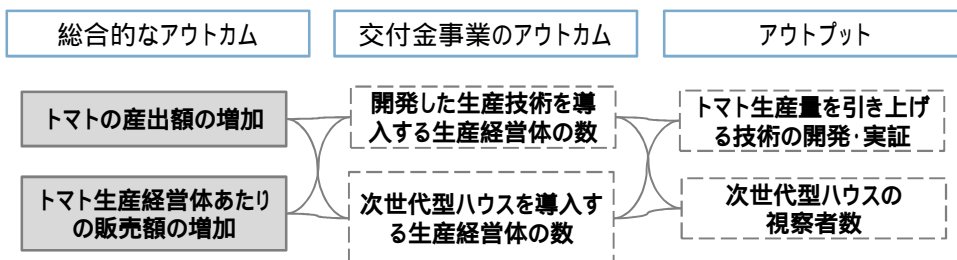 総合的なアウトカム
交付金事業のアウトカム
アウトプット
トマトの産出額の増加
開発した生産技術を導
入する生産経営体の数
トマト生産量を引き上げ
る技術の開発・実証
トマト生産経営体あたり
の販売額の増加
次世代型ハウスを導入す
る生産経営体の数
次世代型ハウスの
視察者数